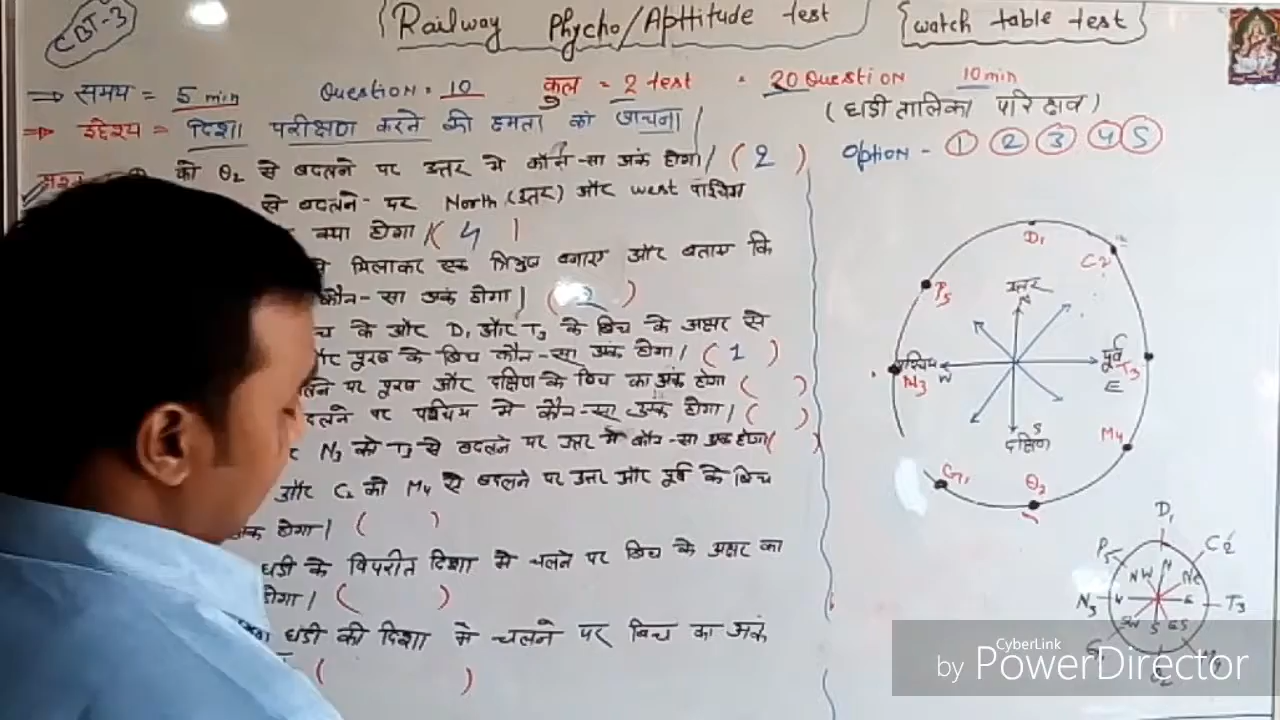 CBT-3
Railway Phycho/Apttitude test
watch table test
⇒ समय = 5 min Question = 10 कुल = 2 test = 20 Question 10 min
⇒ उद्देश्य = दिशा परीक्षण करने की क्षमता को जाचना|
(घडी तालिका परिक्षण)
को θ2 से बदलने पर उत्तर मे कौन-सा अंक होगा| (2)
Option - 1 2 3 4 5
से बदलने पर North (उत्तर) और west पश्चिम
क्या होगा| (4)
मिलाकर एक त्रिभुज बनाए और बताए कि
कौन-सा अंक होगा| (2)
के और D1 और T3 के बिच के अक्षर से
और पूरब के बिच कौन-सा अंक होगा| (1)
पर पूरब और दक्षिण के बिच का अंक होगा ( )
बदलने पर पश्चिम मे कौन-सा अंक होगा| ( )
N3 को T3 से बदलने पर उत्तर मे कौन-सा अंक होगा ( )
और C2 को M4 से बदलने पर उत्तर और पूर्व के बिच
अंक होगा| ( )
घडी के विपरीत दिशा मे चलने पर बिच के अक्षर का
होगा| ( )
घडी की दिशा मे चलने पर बिच का अंक
( )
D1
C2
P5
उत्तर
N
पश्चिम W
पूर्व
E
N3
T3
S
दक्षिण
M4
G1
θ2
D1
P5
C2
N
NW
NE
N3
W
E
T3
SW
S
ES
CyberLink
by PowerDirector